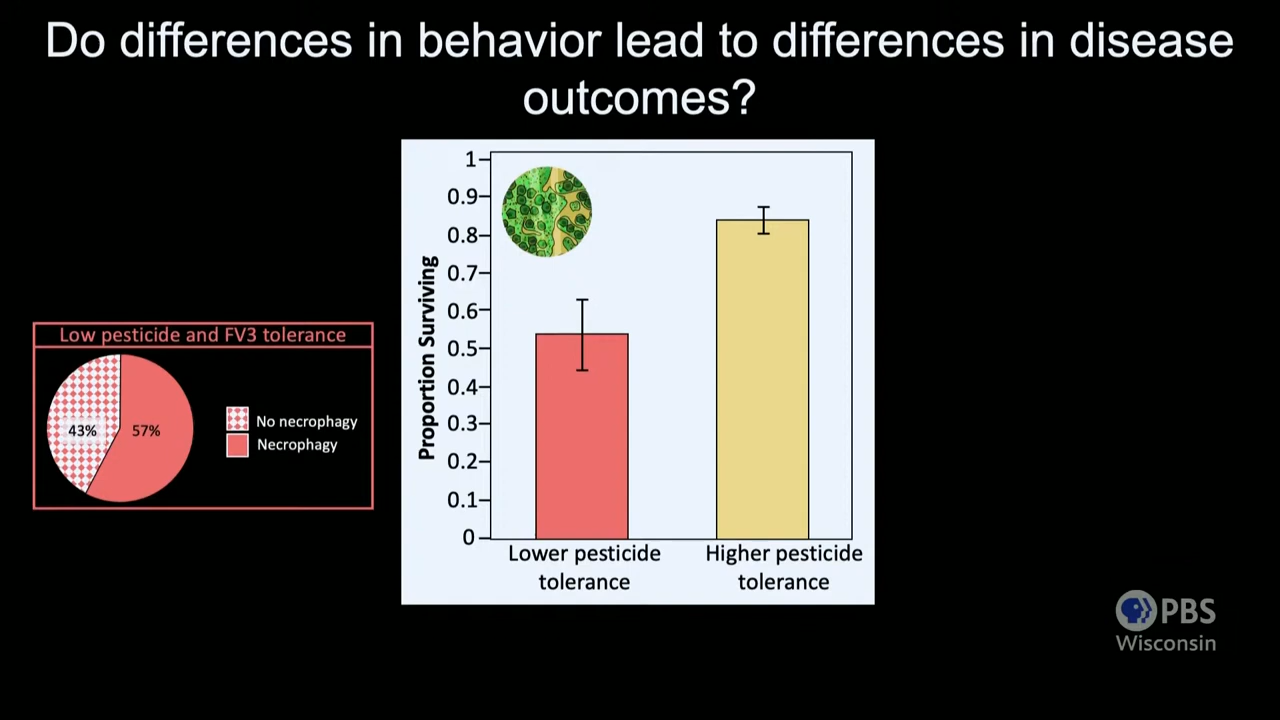 Do differences in behavior lead to differences in disease
outcomes?
Low pesticide and FV3 tolerance
43%
57%
No necrophagy
Necrophagy
Proportion Surviving
1
0.9
0.8
0.7
0.6
0.5
0.4
0.3
0.2
0.1
0
Lower pesticide
tolerance
Higher pesticide
tolerance
PBS
Wisconsin